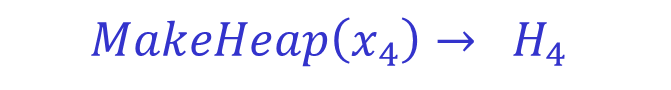 MakeHeap(x₄) → H₄